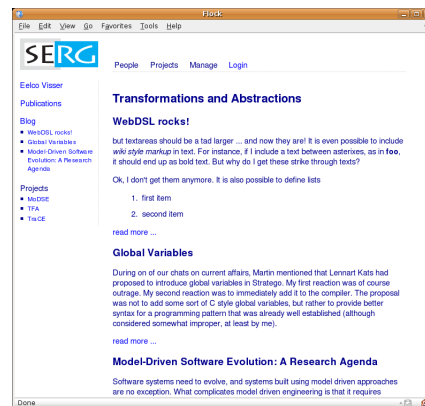 Flock
File Edit View Go Favorites Tools Help
SERG
People Projects Manage Login
Eelco Visser
Publications
Blog
WebDSL rocks!
Global Variables
Model-Driven Software
Evolution: A Research
Agenda
Projects
MoDSE
TFA
TraCE
Transformations and Abstractions
WebDSL rocks!
but textareas should be a tad larger ... and now they are! It is even possible to include
wiki style markup in text. For instance, if I include a text between asterixes, as in foo,
it should end up as bold text. But why do I get these strike through texts?
Ok, I don't get them anymore. It is also possible to define lists
1. first item
2. second item
read more ...
Global Variables
During on of our chats on current affairs, Martin mentioned that Lennart Kats had
proposed to introduce global variables in Stratego. My first reaction was of course
outrage. My second reaction was to immediately add it to the compiler. The proposal
was not to add some sort of C style global variables, but rather to provide better
syntax for a programming pattern that was already well established (although
considered somewhat improper, at least by me).
read more ...
Model-Driven Software Evolution: A Research Agenda
Software systems need to evolve, and systems built using model driven approaches
are no exception. What complicates model driven engineering is that it requires
Done